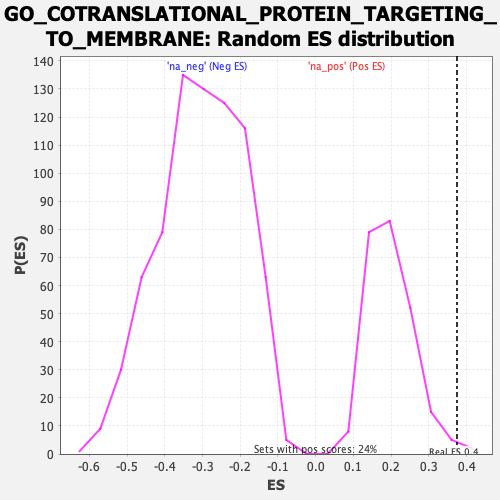 GO_COTRANSLATIONAL_PROTEIN_TARGETING_
TO_MEMBRANE: Random ES distribution
'na_neg' (Neg ES)
'na_pos' (Pos ES)
140
130
120
110
100
90
80
70
60
50
40
30
20
10
0
P(ES)
Sets with pos scores: 24%
Real ES 0.4
-0.6 -0.5 -0.4 -0.3 -0.2 -0.1 0.0 0.1 0.2 0.3 0.4
ES